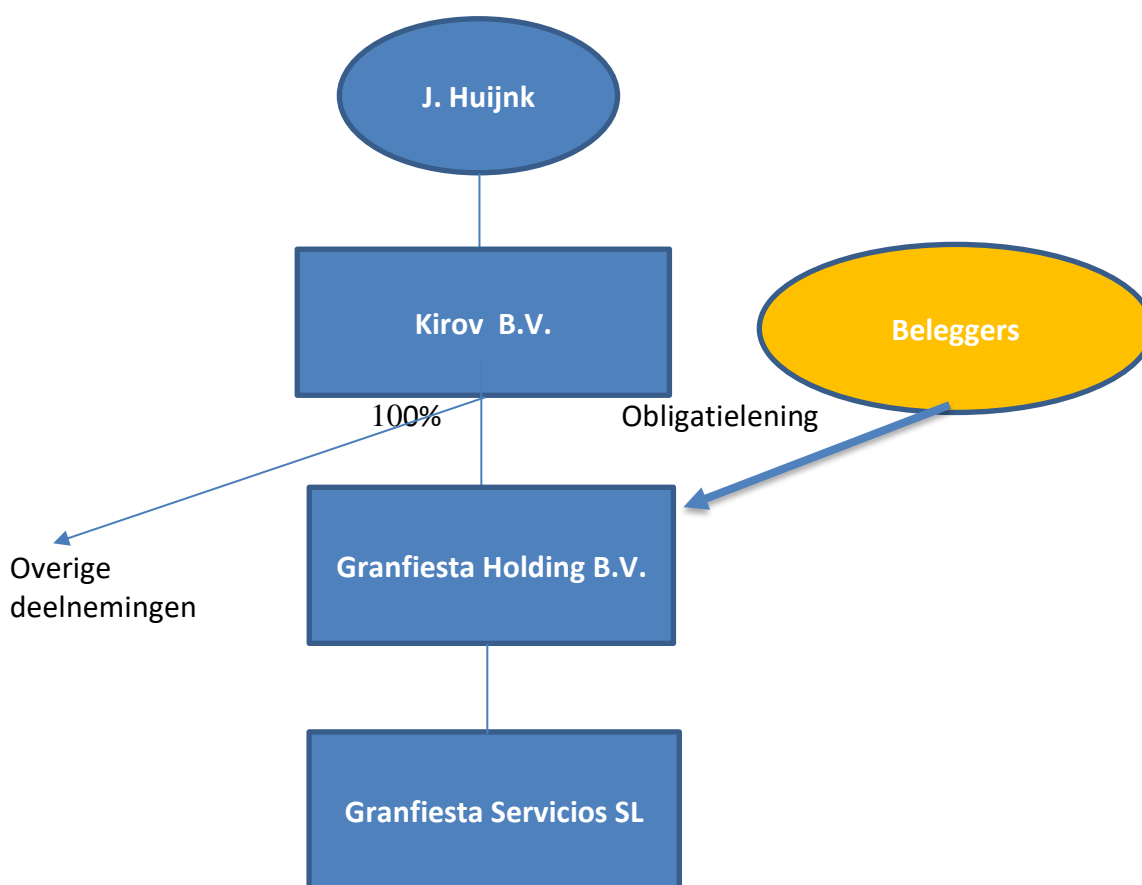 J. Huijnk
Kirov B.V.
Beleggers
100%
Obligatielening
Granfiesta Holding B.V.
Overige
deelnemingen
Granfiesta Servicios SL